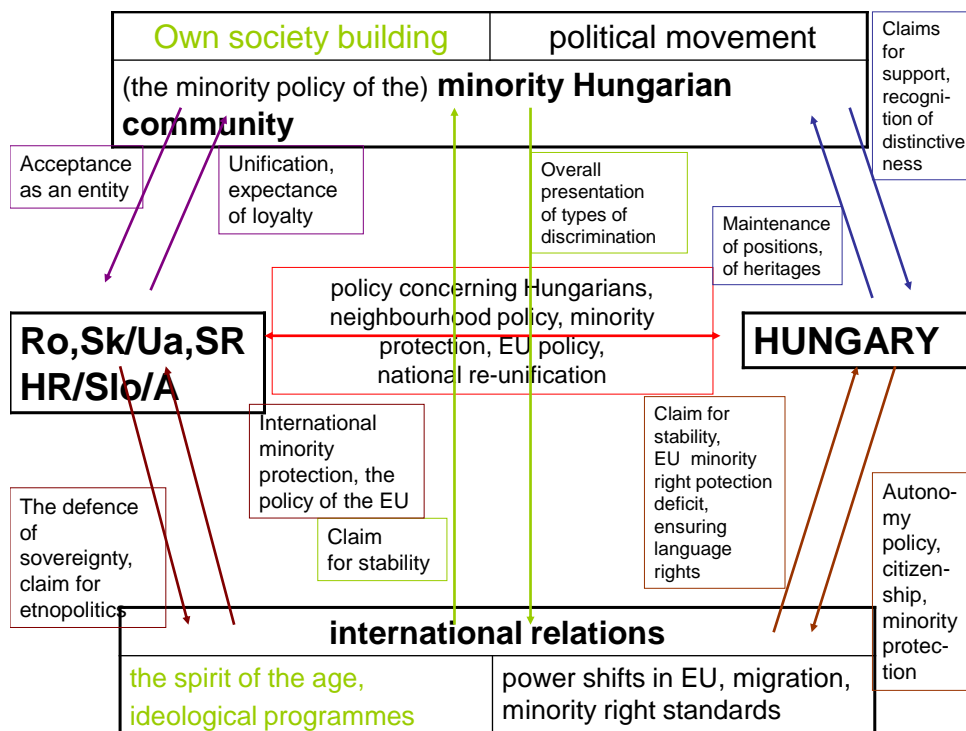 Own society building
political movement
(the minority policy of the) minority Hungarian
community
Claims
for
support,
recogni-
tion of
distinctive
ness
Acceptance
as an entity
Unification,
expectance
of loyalty
Overall
presentation
of types of
discrimination
Maintenance
of positions,
of heritages
policy concerning Hungarians,
neighbourhood policy, minority
protection, EU policy,
national re-unification
Ro,Sk/Ua,SR
HR/Slo/A
HUNGARY
International
minority
protection, the
policy of the EU
Claim for
stability,
EU minority
right potection
deficit,
ensuring
language
rights
The defence
of
sovereignty,
claim for
etnopolitics
Claim
for stability
Autono-
my
policy,
citizen-
ship,
minority
protec-
tion
international relations
the spirit of the age,
ideological programmes
power shifts in EU, migration,
minority right standards